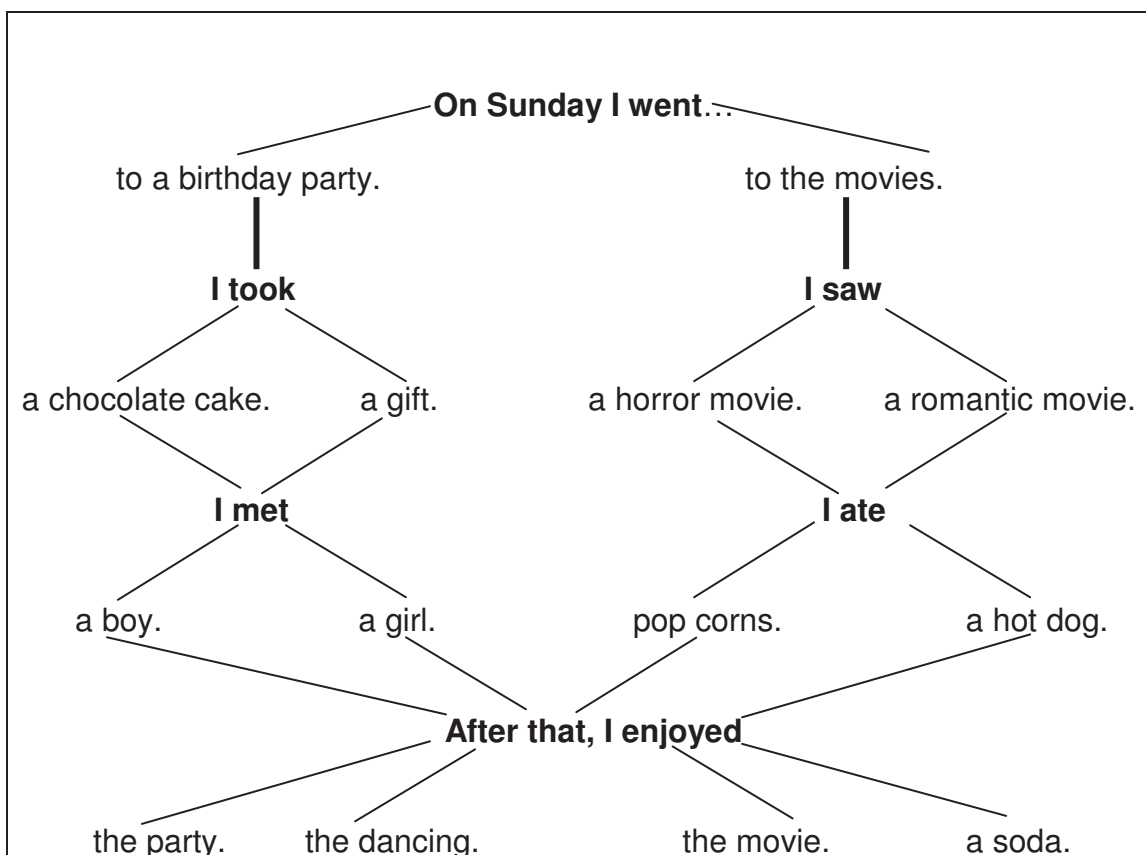 On Sunday I went…
to a birthday party. to the movies.
I took I saw
a chocolate cake. a gift. a horror movie. a romantic movie.
I met I ate
a boy. a girl. pop corns. a hot dog.
After that, I enjoyed
the party. the dancing. the movie. a soda.